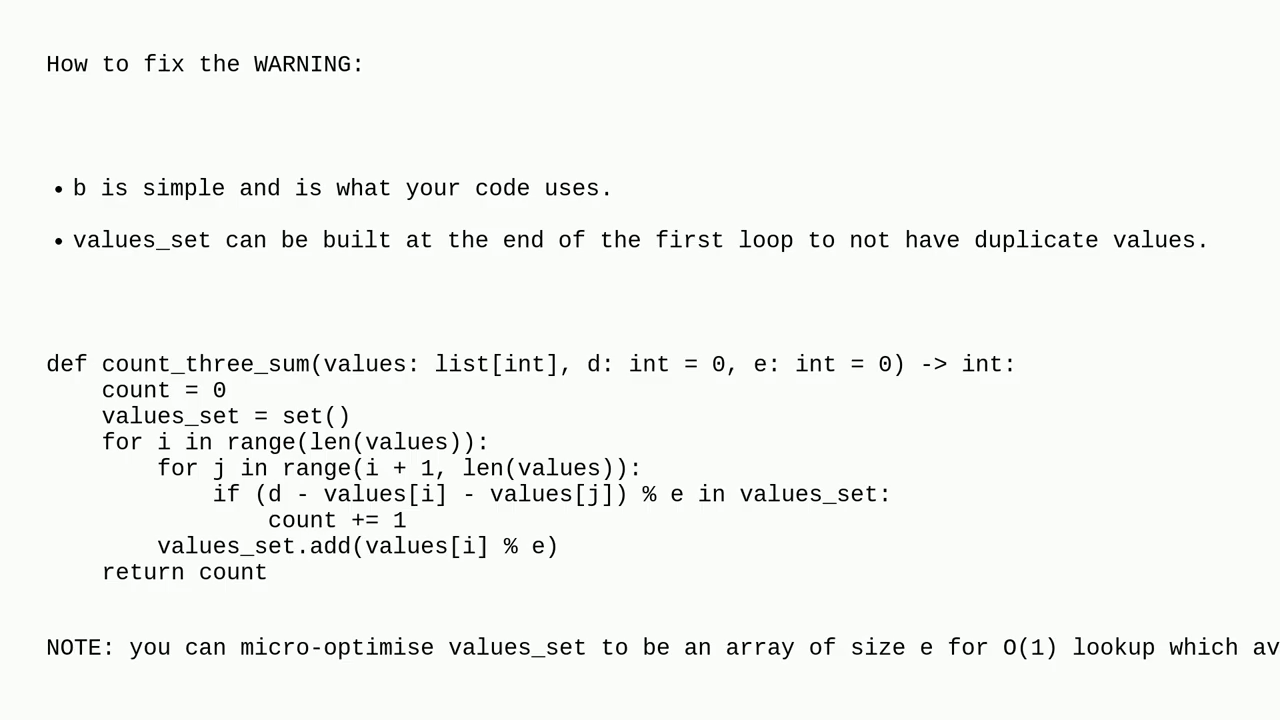 How to fix the WARNING:
• b is simple and is what your code uses.
• values_set can be built at the end of the first loop to not have duplicate values.
def count_three_sum(values: list[int], d: int = 0, e: int = 0) -> int:
    count = 0
    values_set = set()
    for i in range(len(values)):
        for j in range(i + 1, len(values)):
            if (d - values[i] - values[j]) % e in values_set:
                count += 1
        values_set.add(values[i] % e)
    return count
NOTE: you can micro-optimise values_set to be an array of size e for O(1) lookup which av